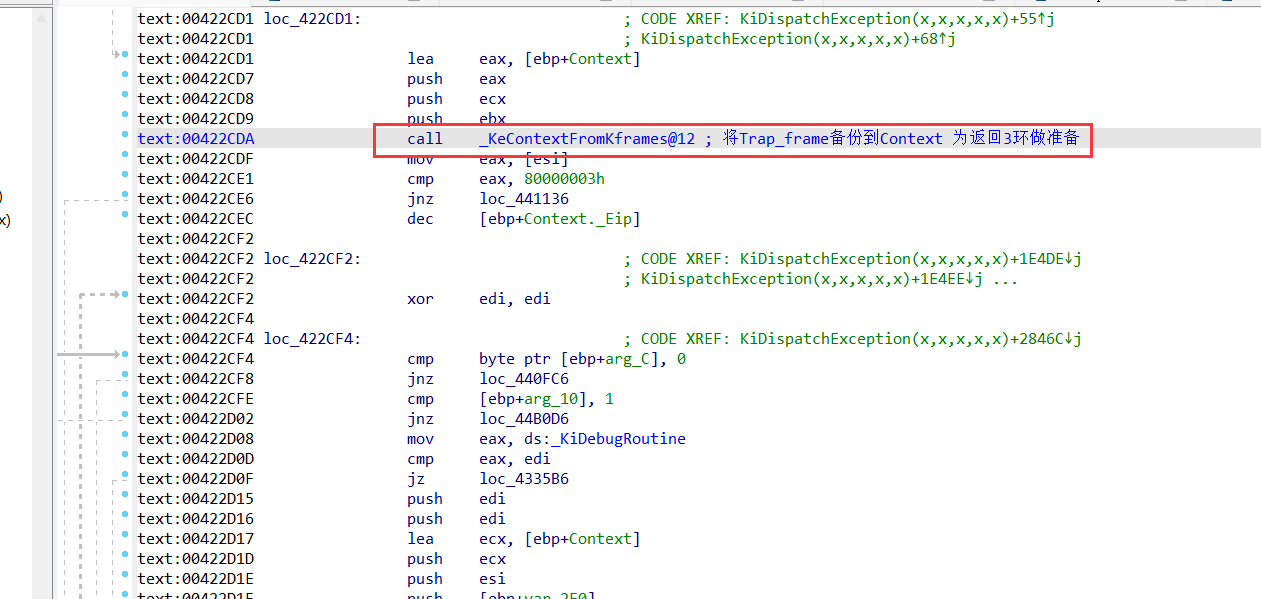 text:00422CD1 loc_422CD1: ; CODE XREF: KiDispatchException(x,x,x,x,x)+55↑j
text:00422CD1 ; KiDispatchException(x,x,x,x,x)+68↑j
text:00422CD1 lea eax, [ebp+Context]
text:00422CD7 push eax
text:00422CD8 push ecx
text:00422CD9 push ebx
text:00422CDA call _KeContextFromKframes@12 ; 将Trap_frame备份到Context 为返回3环做准备
text:00422CDF mov eax, [esi]
text:00422CE1 cmp eax, 80000003h
) text:00422CE6 jnz loc_441136
x) text:00422CEC dec [ebp+Context._Eip]
text:00422CF2
text:00422CF2 loc_422CF2: ; CODE XREF: KiDispatchException(x,x,x,x,x)+1E4DE↓j
text:00422CF2 ; KiDispatchException(x,x,x,x,x)+1E4EE↓j ...
text:00422CF2 xor edi, edi
text:00422CF4
text:00422CF4 loc_422CF4: ; CODE XREF: KiDispatchException(x,x,x,x,x)+2846C↓j
text:00422CF4 cmp byte ptr [ebp+arg_C], 0
text:00422CF8 jnz loc_440FC6
text:00422CFE cmp [ebp+arg_10], 1
text:00422D02 jnz loc_44B0D6
text:00422D08 mov eax, ds:_KiDebugRoutine
text:00422D0D cmp eax, edi
text:00422D0F jz loc_4335B6
text:00422D15 push edi
text:00422D16 push edi
text:00422D17 lea ecx, [ebp+Context]
text:00422D1D push ecx
text:00422D1E push esi
text:00422D1F push [ebp+var_2F0]